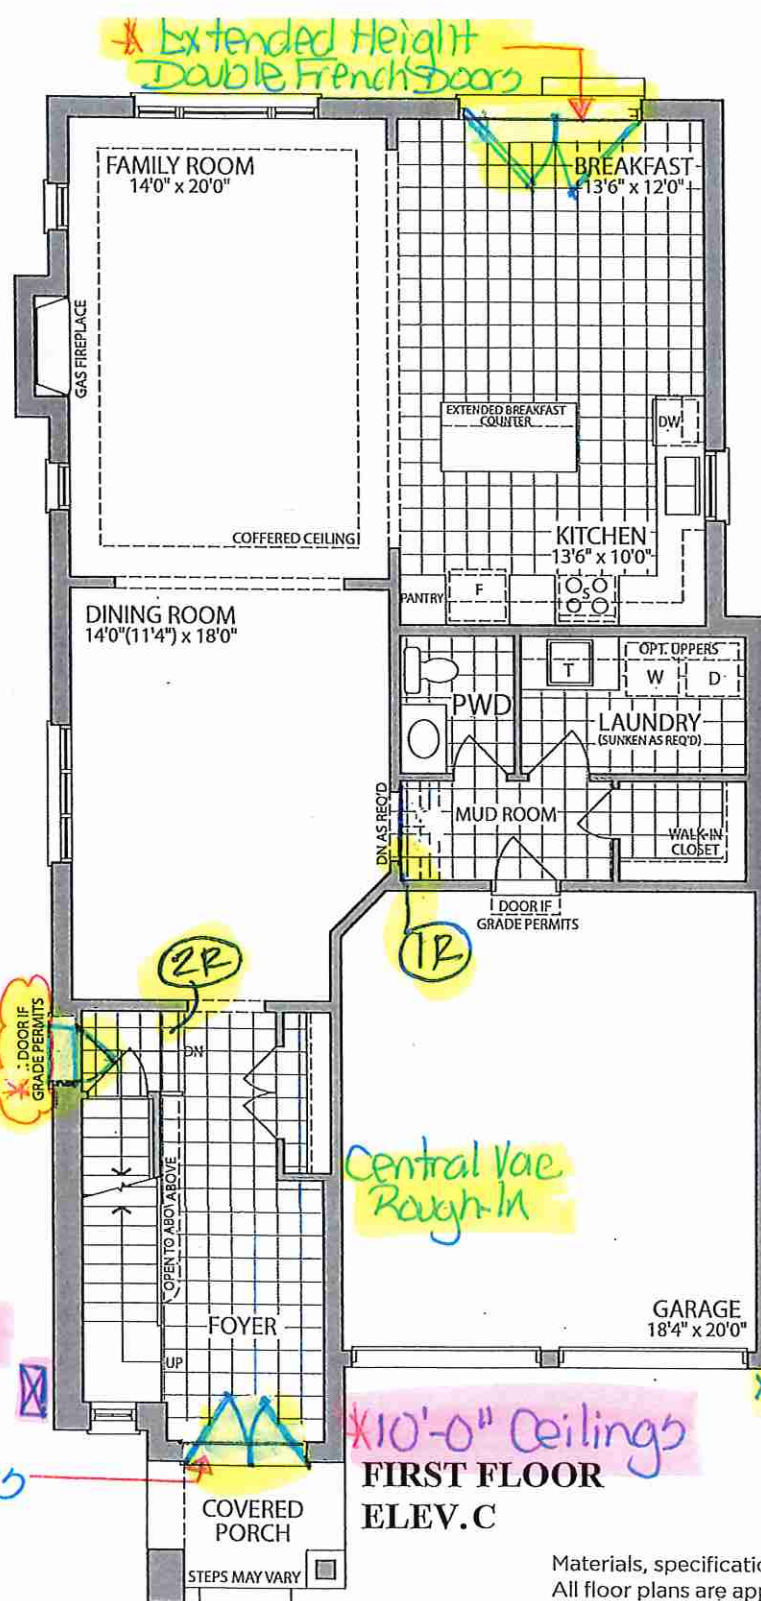 * Extended Height
Double French Doors
FAMILY ROOM
14'0" x 20'0"
BREAKFAST
13'6" x 12'0"
GAS FIREPLACE
EXTENDED BREAKFAST
COUNTER
DW
COFFERED CEILING
KITCHEN
13'6" x 10'0"
PANTRY
F
S
DINING ROOM
14'0"(11'4") x 18'0"
OPT. UPPERS
T
W
D
PWD
LAUNDRY
(SUNKEN AS REQ'D)
DN AS REQ'D
MUD ROOM
WALK-IN
CLOSET
DOOR IF
GRADE PERMITS
2R
1R
* DOOR IF
GRADE PERMITS
DN
OPEN TO ABOVE
Central Vac
Rough-In
GARAGE
18'4" x 20'0"
FOYER
UP
*10'-0" Ceilings
FIRST FLOOR
ELEV. C
COVERED
PORCH
STEPS MAY VARY
Materials,
All floor plans are